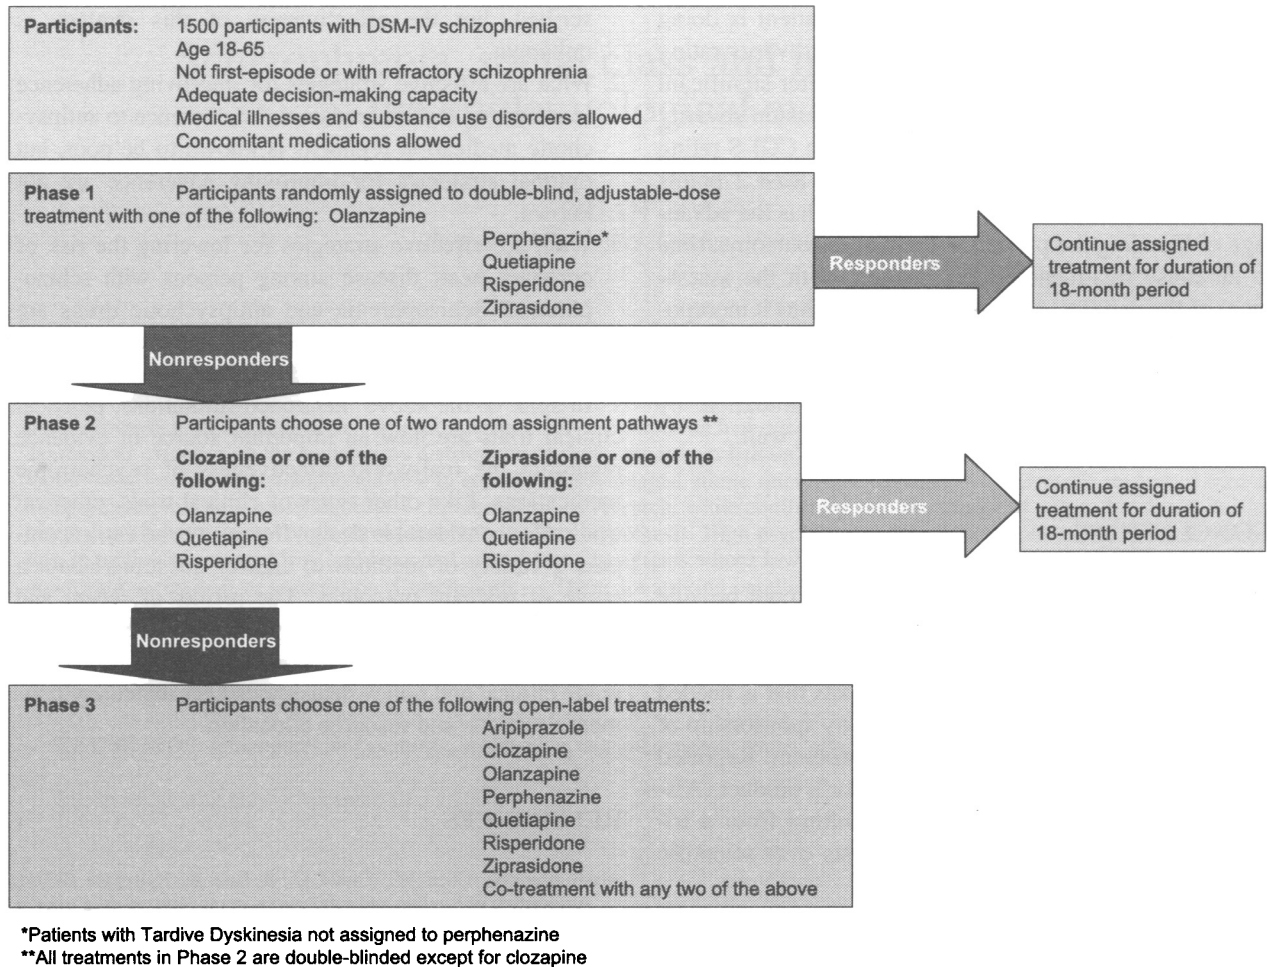 Participants: 1500 participants with DSM-IV schizophrenia
Age 18-65
Not first-episode or with refractory schizophrenia
Adequate decision-making capacity
Medical illnesses and substance use disorders allowed
Concomitant medications allowed
Phase 1 Participants randomly assigned to double-blind, adjustable-dose
treatment with one of the following: Olanzapine
Perphenazine*
Quetiapine
Risperidone
Ziprasidone
Responders
Continue assigned
treatment for duration of
18-month period
Nonresponders
Phase 2 Participants choose one of two random assignment pathways **
Clozapine or one of the
following:
Olanzapine
Quetiapine
Risperidone
Ziprasidone or one of the
following:
Olanzapine
Quetiapine
Risperidone
Responders
Continue assigned
treatment for duration of
18-month period
Nonresponders
Phase 3 Participants choose one of the following open-label treatments:
Aripiprazole
Clozapine
Olanzapine
Perphenazine
Quetiapine
Risperidone
Ziprasidone
Co-treatment with any two of the above
*Patients with Tardive Dyskinesia not assigned to perphenazine
**All treatments in Phase 2 are double-blinded except for clozapine